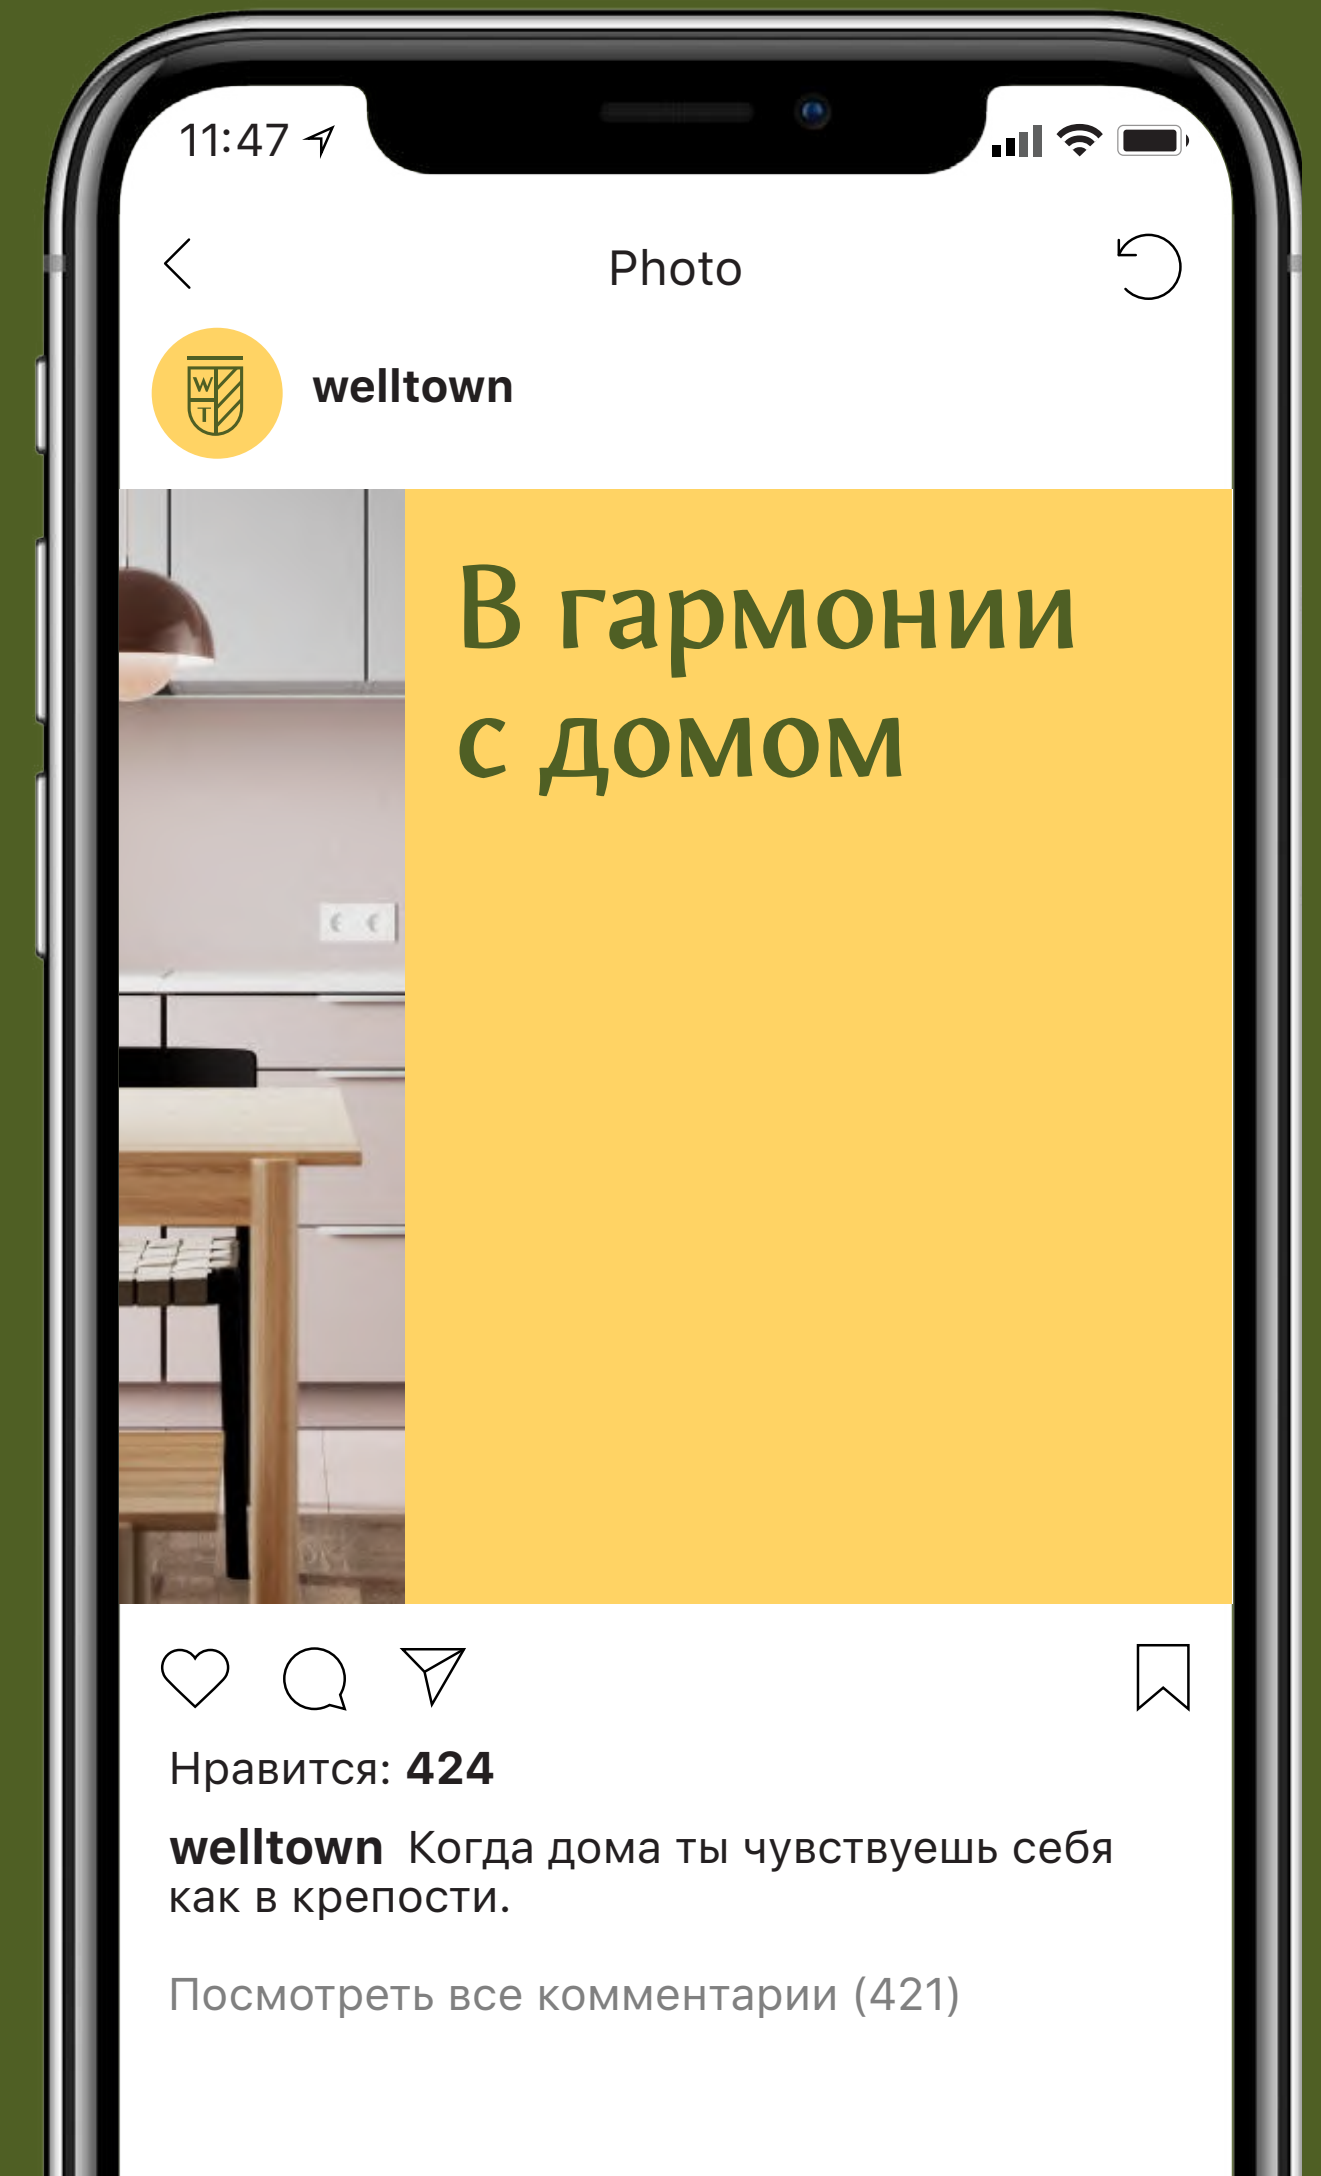 11:47
Photo
W
T
welltown
В гармонии
с домом
Нравится: 424
welltown Когда дома ты чувствуешь себя
как в крепости.
Посмотреть все комментарии (421)